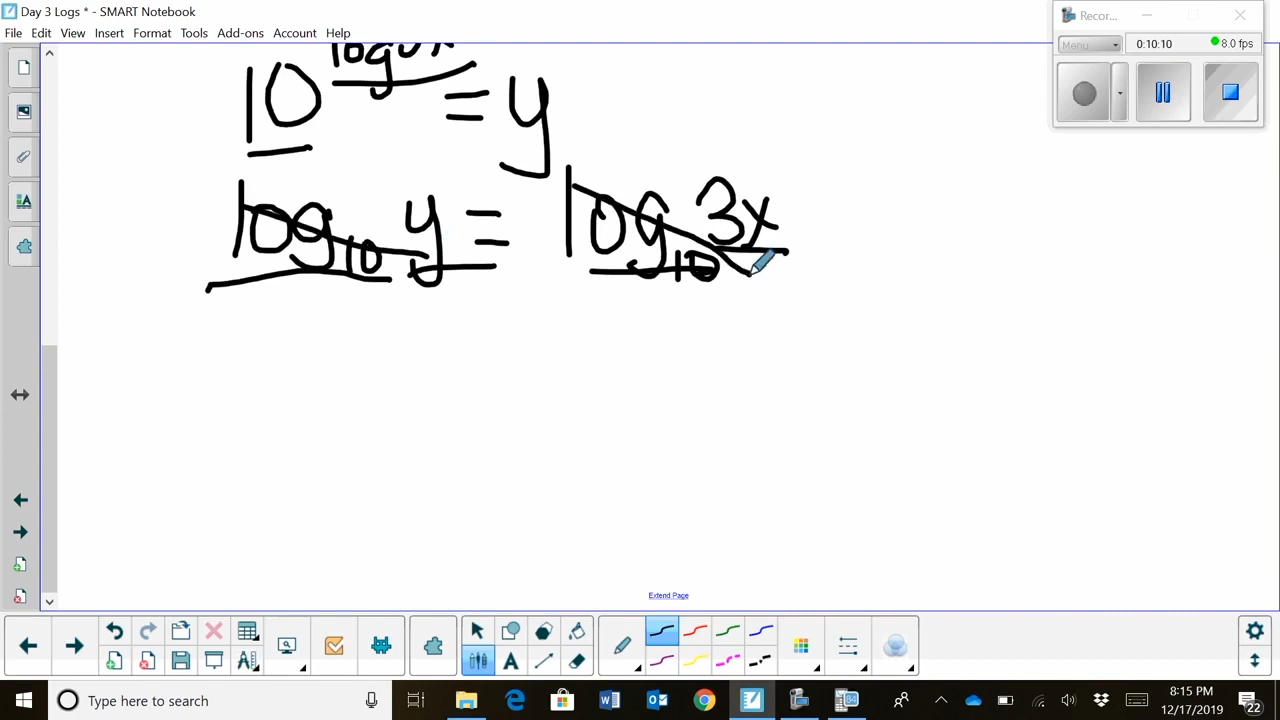 Day 3 Logs * - SMART Notebook
Recor...
File Edit View Insert Format Tools Add-ons Account Help
Menu
0:10:10
8.0 fps
10 = y
log10 y = log10 3x
Extend Page
A
Type here to search
8:15 PM
12/17/2019
22